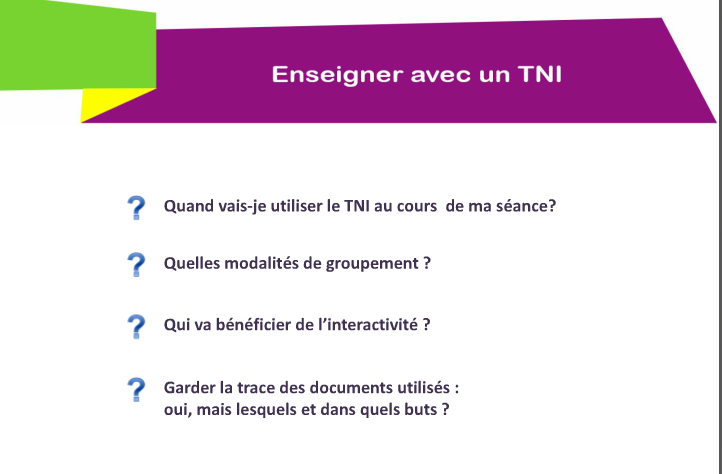 Enseigner avec un TNI
Quand vais-je utiliser le TNI au cours  de ma séance?
Quelles modalités de groupement ?
Qui va bénéficier de l’interactivité ?
Garder la trace des documents utilisés :
oui, mais lesquels et dans quels buts ?